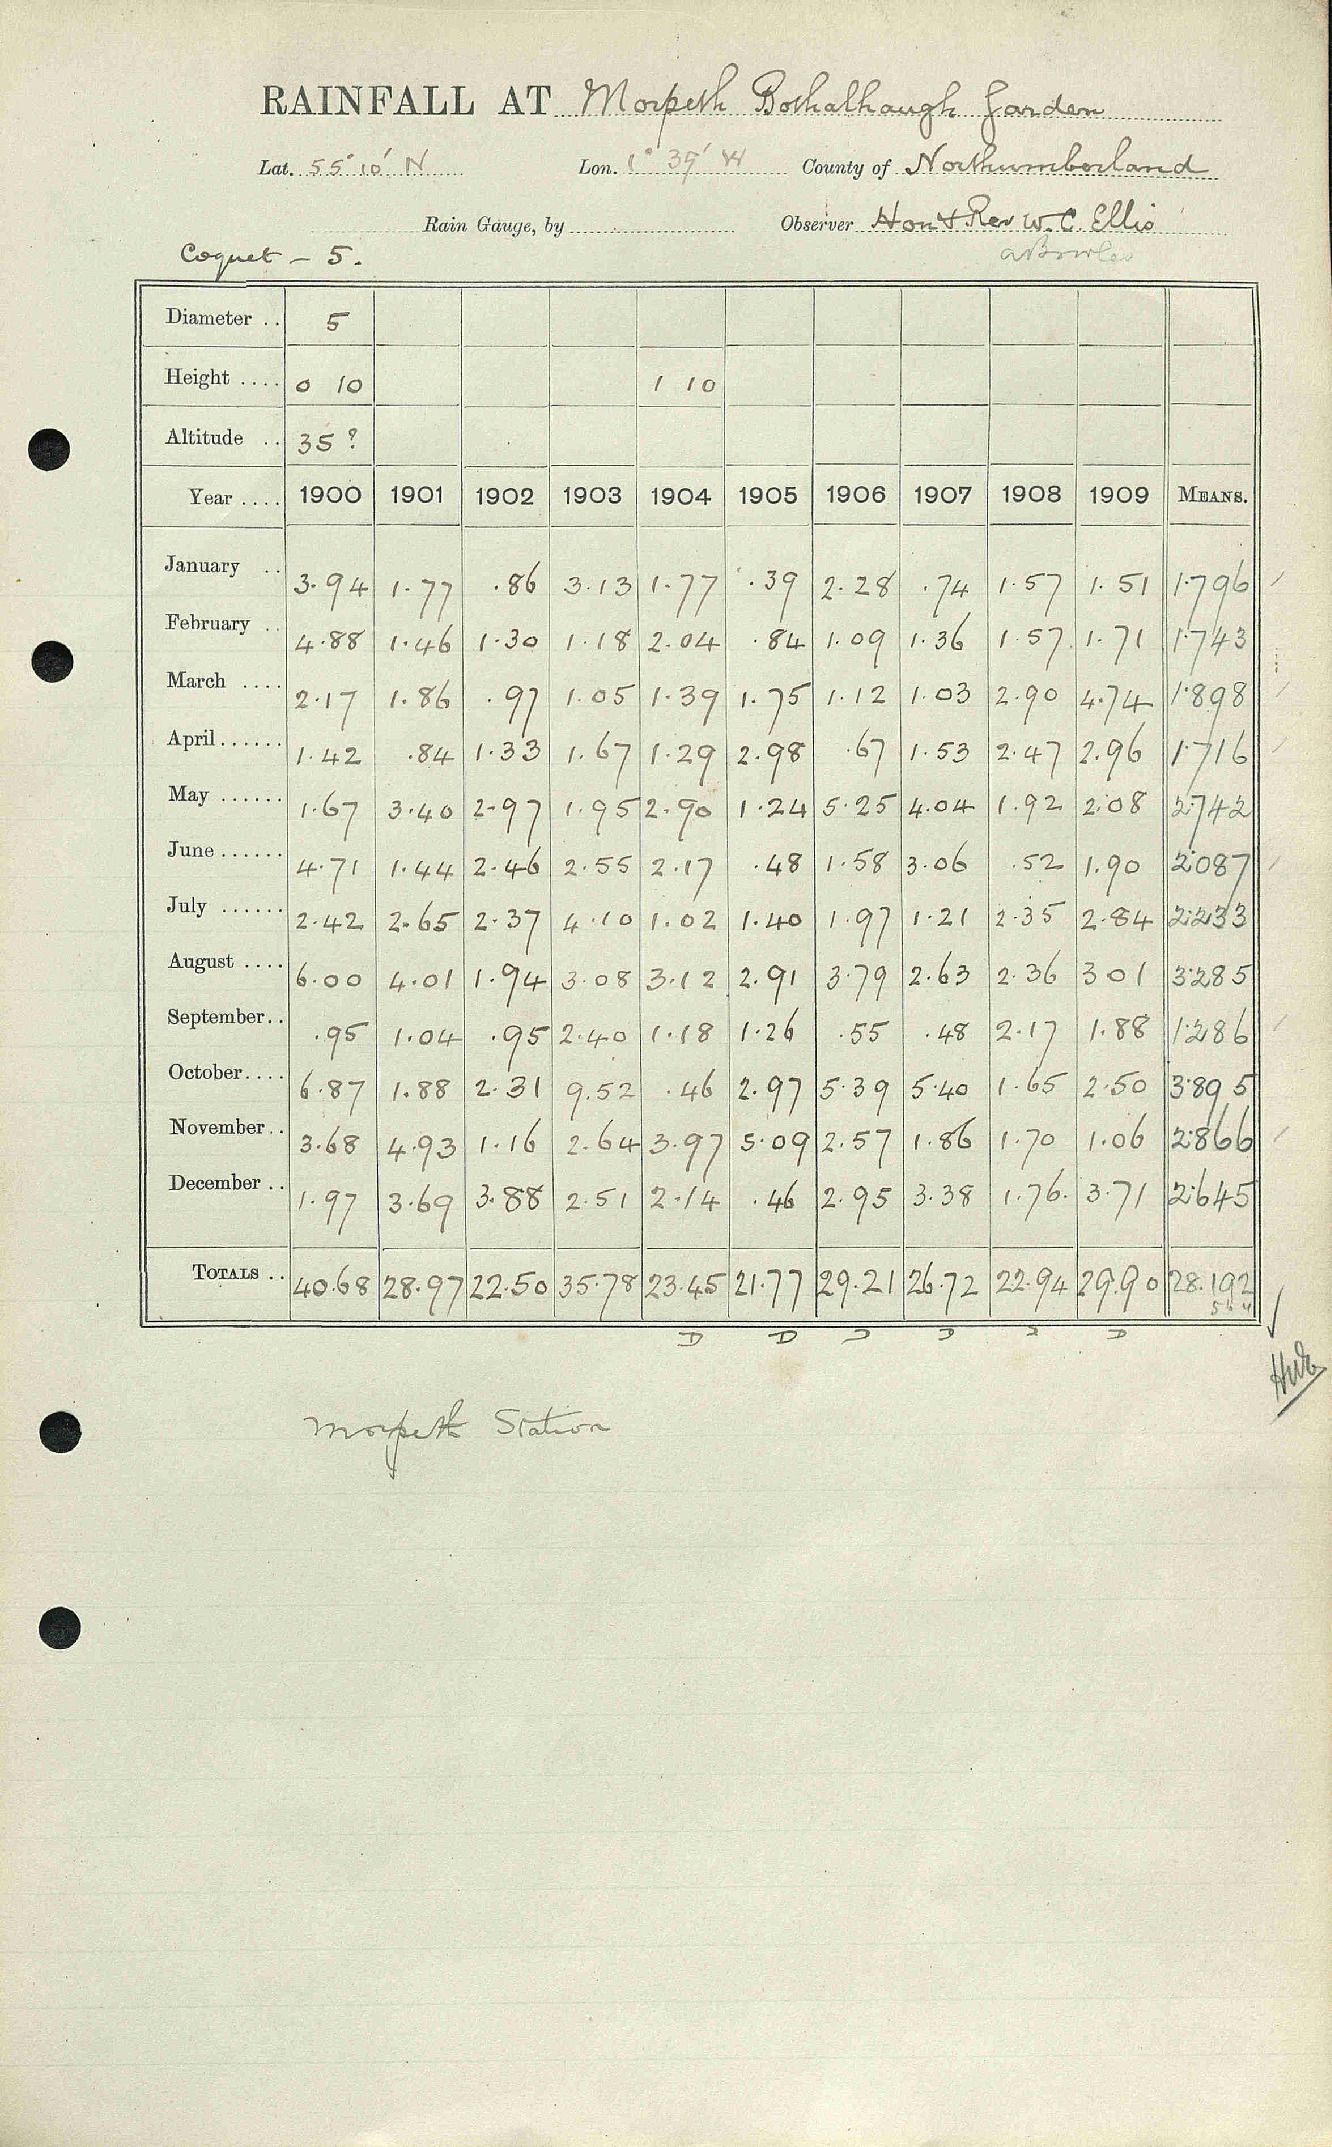 RAINFALL AT Morpeth Bothalhaugh Garden
Lat. 55° 10' N Lon. 1° 39' W County of Northumberland
Rain Gauge, by Observer Hon & Rev W. C. Ellis
Coquet - 5. A Bowles
Diameter .. 5
Height .... 0 10 1 10
Altitude .. 35 ?
Year .... 1900 1901 1902 1903 1904 1905 1906 1907 1908 1909 MEANS.
January .. 3.94 1.77 .86 3.13 1.77 .39 2.28 .74 1.57 1.51 1.796
February .. 4.88 1.46 1.30 1.18 2.04 .84 1.09 1.36 1.57 1.71 1.743
March .... 2.17 1.86 .97 1.05 1.39 1.75 1.12 1.03 2.90 4.74 1.898
April...... 1.42 .84 1.33 1.67 1.29 2.98 .67 1.53 2.47 2.96 1.716
May ...... 1.67 3.40 2.97 1.95 2.90 1.24 5.25 4.04 1.92 2.08 2.742
June...... 4.71 1.44 2.46 2.55 2.17 .48 1.58 3.06 .52 1.90 2.087
July ...... 2.42 2.65 2.37 4.10 1.02 1.40 1.97 1.21 2.35 2.84 2.233
August .... 6.00 4.01 1.94 3.08 3.12 2.91 3.79 2.63 2.36 3 01 3.285
September.. .95 1.04 .95 2.40 1.18 1.26 .55 .48 2.17 1.88 1.286
October.... 6.87 1.88 2.31 9.52 .46 2.97 5.39 5.40 1.65 2.50 3.895
November.. 3.68 4.93 1.16 2.64 3.97 5.09 2.57 1.86 1.70 1.06 2.866
December .. 1.97 3.69 3.88 2.51 2.14 .46 2.95 3.38 1.76. 3.71 2.645
TOTALS .. 40.68 28.97 22.50 35.78 23.45 21.77 29.21 26.72 22.94 29.90 28.192
D D D D D D
Morpeth Station